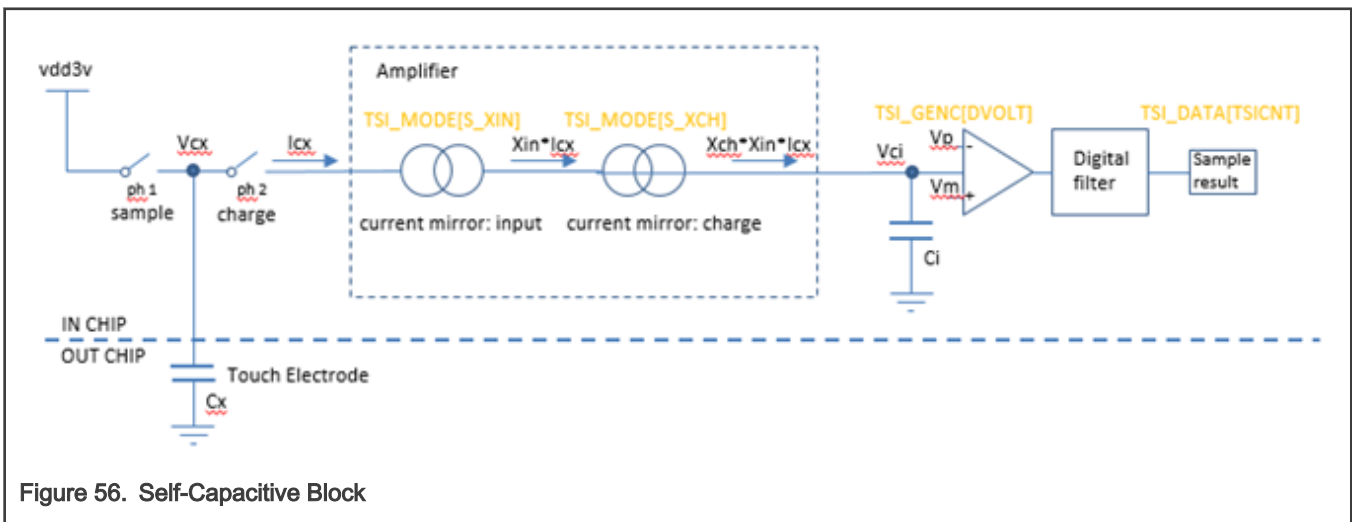 vdd3v
Amplifier
TSI_MODE[S_XIN]
TSI_MODE[S_XCH]
TSI_GENC[DVOLT]
TSI_DATA[TSICNT]
Vcx
Icx
Xin*Icx
Xch*Xin*Icx
Vci
Vp
-
Vm
+
Digital
filter
Sample
result
ph 1
sample
ph 2
charge
current mirror: input
current mirror: charge
Ci
IN CHIP
OUT CHIP
Touch Electrode
Cx
Figure 56. Self-Capacitive Block